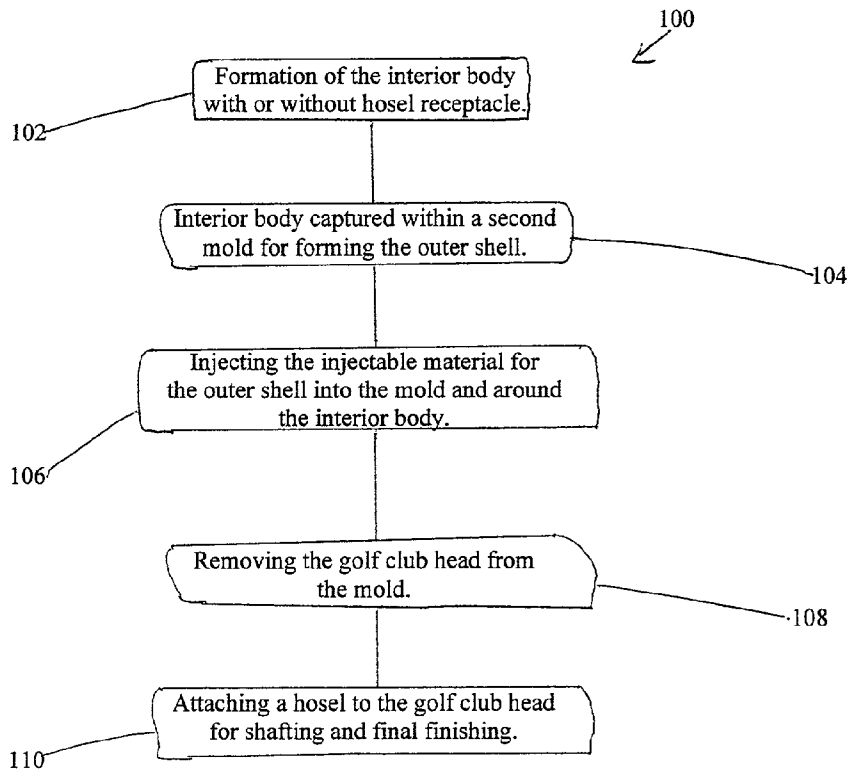 100
Formation of the interior body
with or without hosel receptacle.
102
Interior body captured within a second
mold for forming the outer shell.
104
Injecting the injectable material for
the outer shell into the mold and around
the interior body.
106
Removing the golf club head from
the mold.
108
Attaching a hosel to the golf club head
for shafting and final finishing.
110